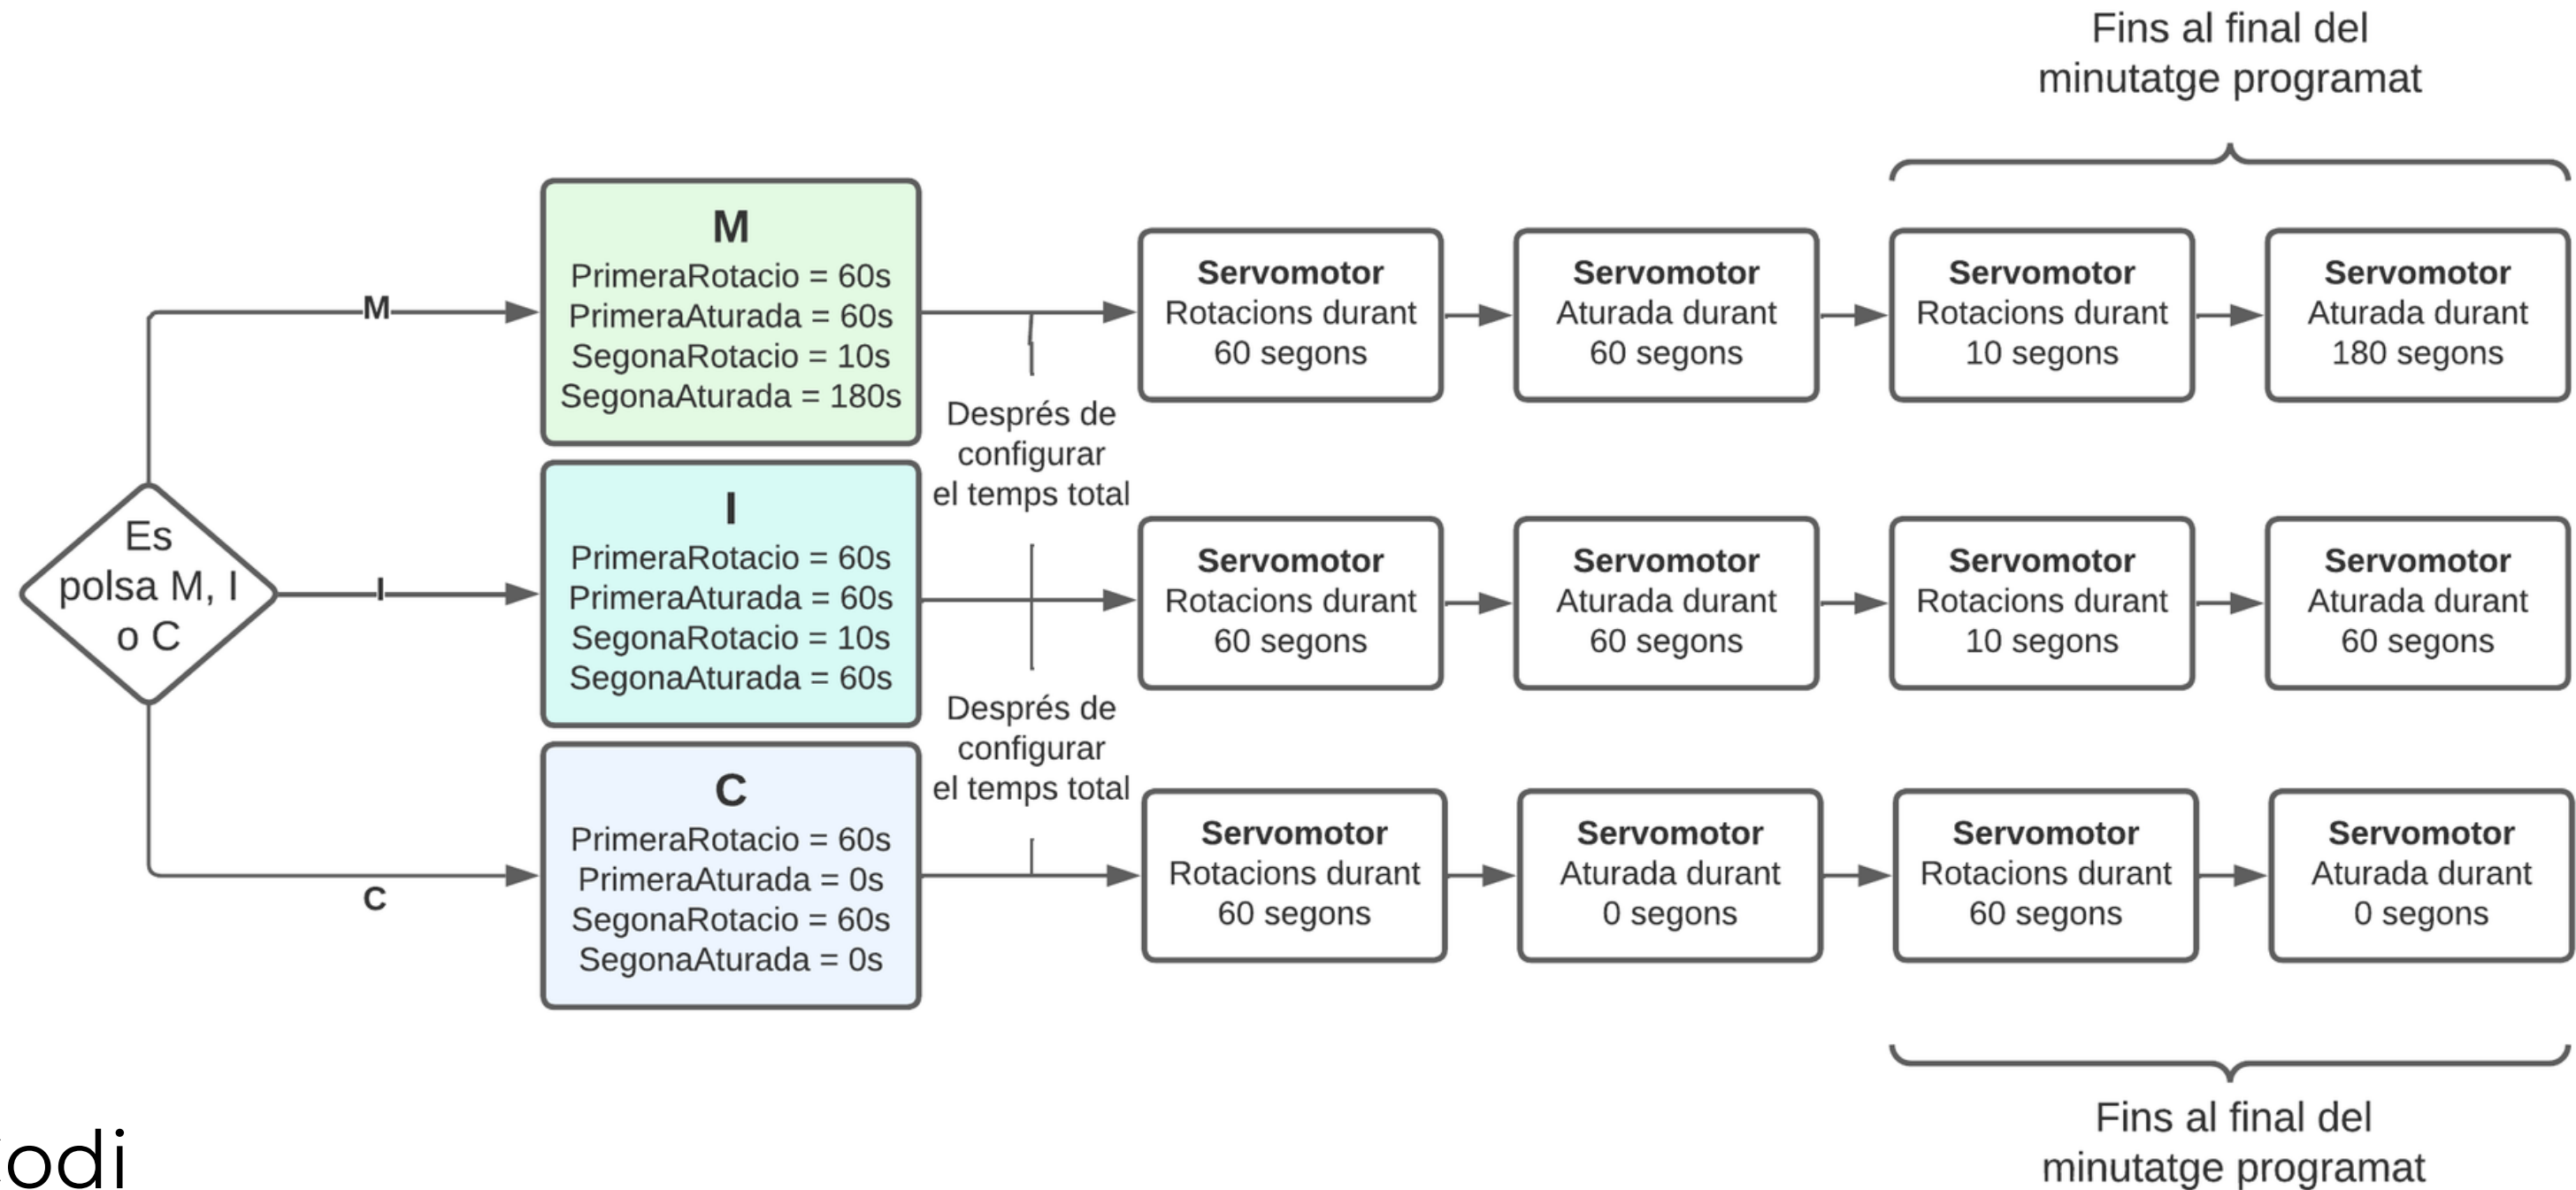 Fins al final del
minutatge programat
Es
polsa M, I
o C
M
I
C
M
PrimeraRotacio = 60s
PrimeraAturada = 60s
SegonaRotacio = 10s
SegonaAturada = 180s
Després de
configurar
el temps total
Servomotor
Rotacions durant
60 segons
Servomotor
Aturada durant
60 segons
Servomotor
Rotacions durant
10 segons
Servomotor
Aturada durant
180 segons
I
PrimeraRotacio = 60s
PrimeraAturada = 60s
SegonaRotacio = 10s
SegonaAturada = 60s
Després de
configurar
el temps total
Servomotor
Rotacions durant
60 segons
Servomotor
Aturada durant
60 segons
Servomotor
Rotacions durant
10 segons
Servomotor
Aturada durant
60 segons
C
PrimeraRotacio = 60s
PrimeraAturada = 0s
SegonaRotacio = 60s
SegonaAturada = 0s
Servomotor
Rotacions durant
60 segons
Servomotor
Aturada durant
0 segons
Servomotor
Rotacions durant
60 segons
Servomotor
Aturada durant
0 segons
Fins al final del
minutatge programat
odi